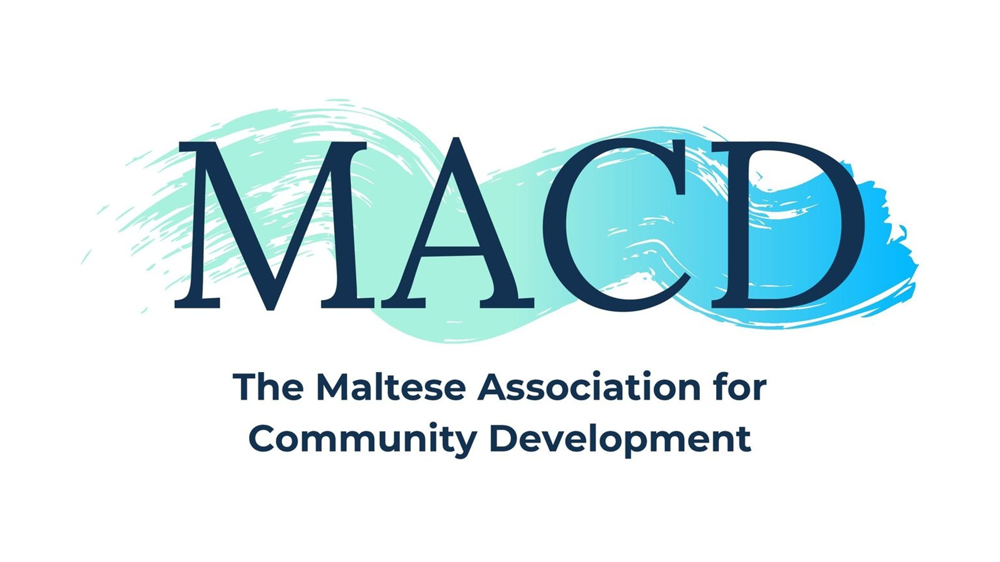 MACD
The Maltese Association for
Community Development